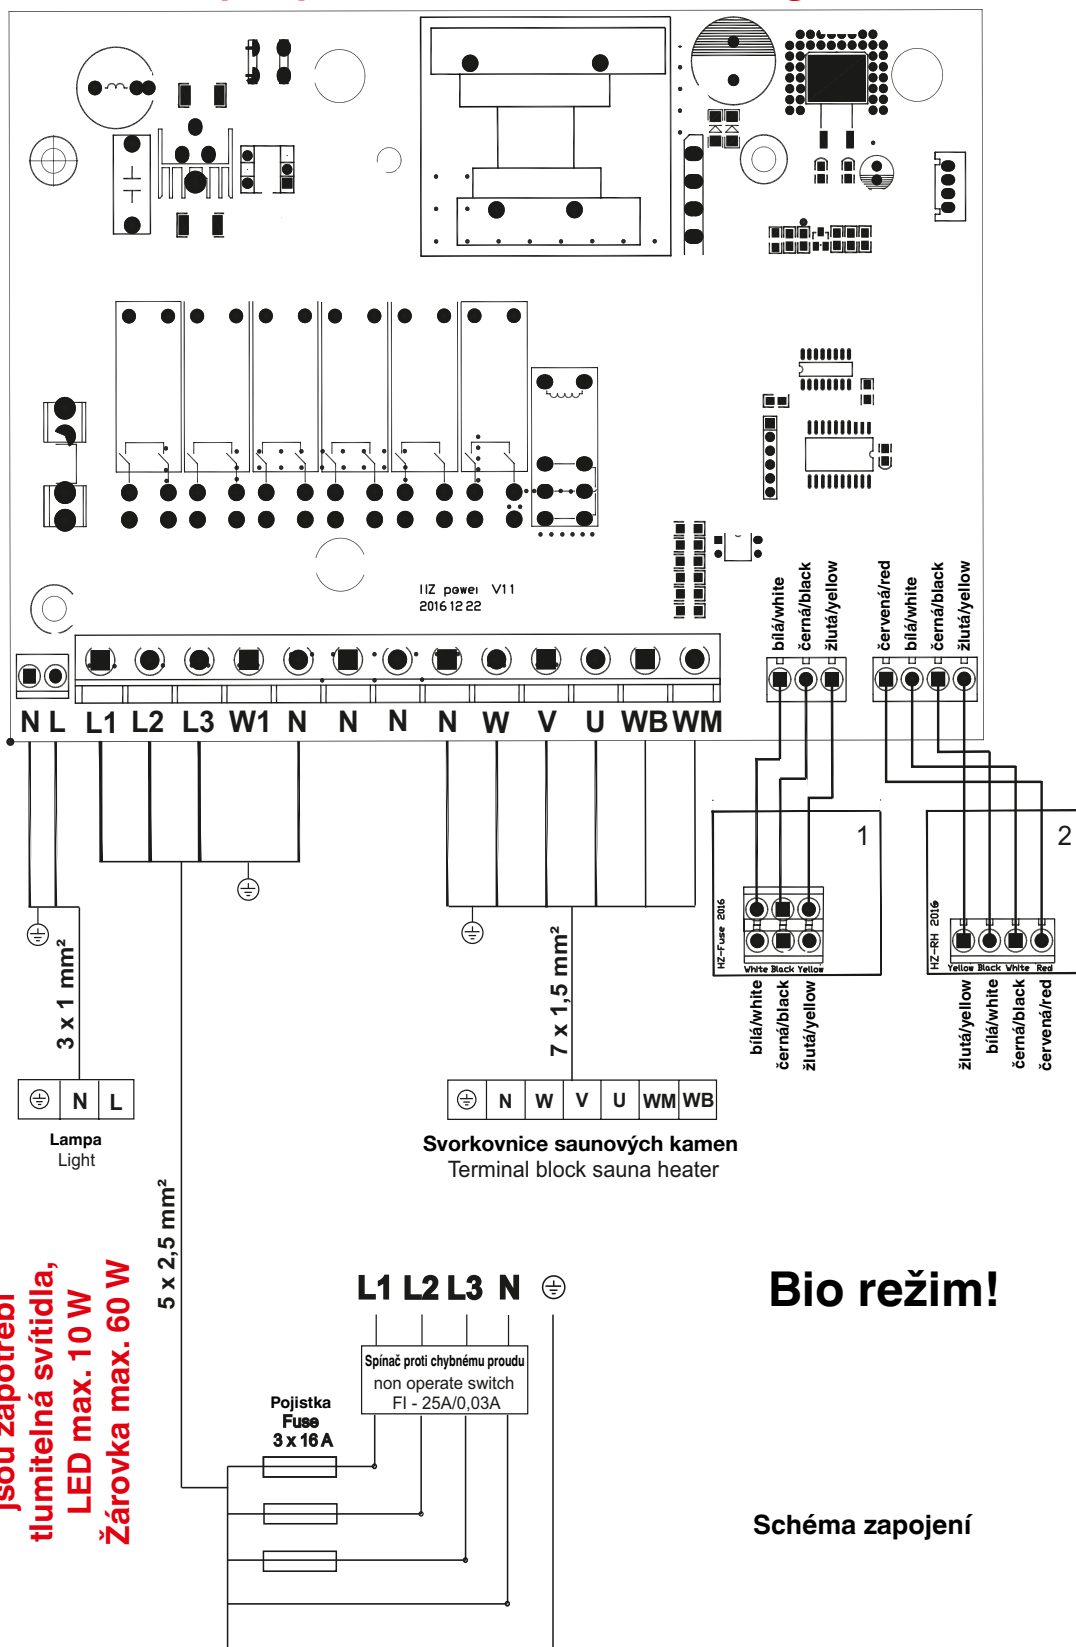 HZ power V11
2016 12 22
bílá/white
černá/black
žlutá/yellow
červená/red
bílá/white
černá/black
žlutá/yellow
N L L1 L2 L3 W1 N N N N W V U WB WM
1
HZ-Fuse 2016
White Black Yellow
bílá/white
černá/black
žlutá/yellow
2
HZ-RH 2016
Yellow Black White Red
žlutá/yellow
bílá/white
černá/black
červená/red
3 x 1 mm²
7 x 1,5 mm²
5 x 2,5 mm²
N L
Lampa
Light
N W V U WM WB
Svorkovnice saunových kamen
Terminal block sauna heater
jsou zapotřebí
tlumitelná svítidla,
LED max. 10 W
Žárovka max. 60 W
L1 L2 L3 N
Spínač proti chybnému proudu
non operate switch
FI - 25A/0,03A
Pojistka
Fuse
3 x 16 A
Bio režim!
Schéma zapojení